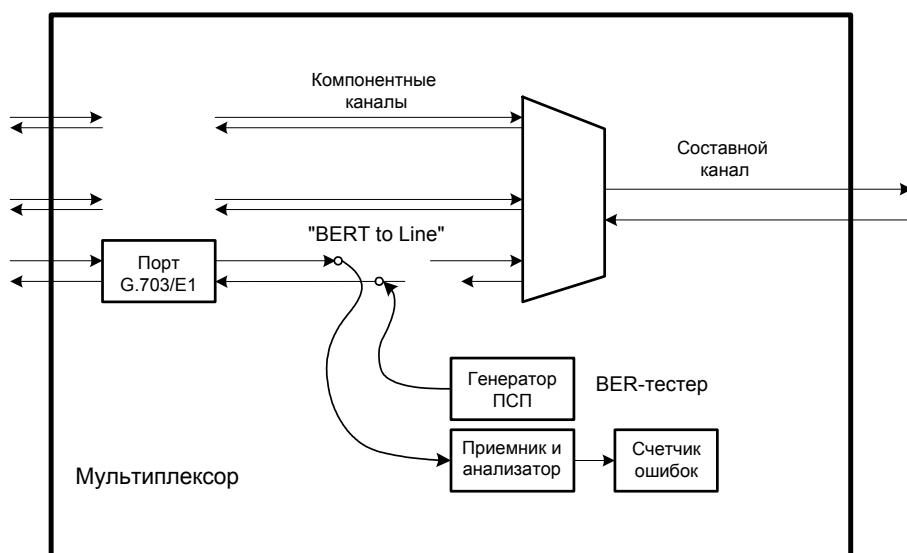 Компонентные
каналы
Составной
канал
"BERT to Line"
Порт
G.703/E1
Генератор
ПСП
BER-тестер
Приемник и
анализатор
Счетчик
ошибок
Мультиплексор